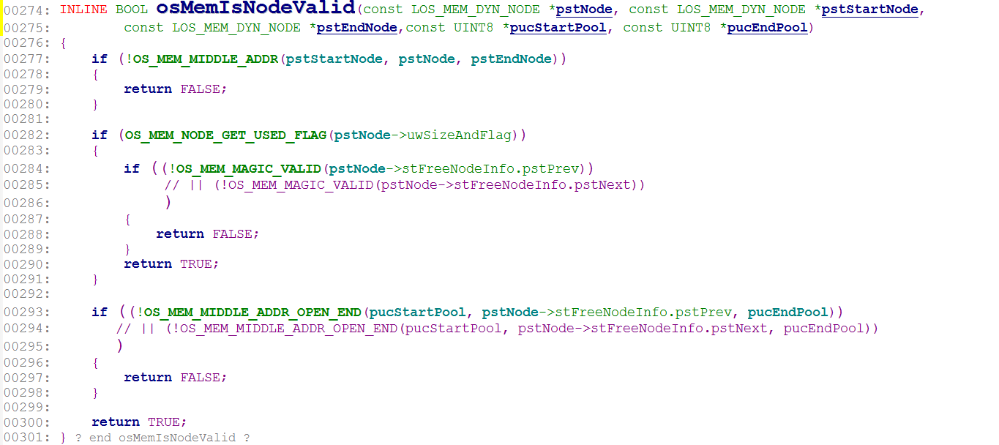 00274: INLINE BOOL osMemIsNodeValid(const LOS_MEM_DYN_NODE *pstNode, const LOS_MEM_DYN_NODE *pstStartNode,
00275:         const LOS_MEM_DYN_NODE *pstEndNode,const UINT8 *pucStartPool, const UINT8 *pucEndPool)
00276: {
00277:     if (!OS_MEM_MIDDLE_ADDR(pstStartNode, pstNode, pstEndNode))
00278:     {
00279:         return FALSE;
00280:     }
00281:
00282:     if (OS_MEM_NODE_GET_USED_FLAG(pstNode->uwSizeAndFlag))
00283:     {
00284:         if ((!OS_MEM_MAGIC_VALID(pstNode->stFreeNodeInfo.pstPrev))
00285:              // || (!OS_MEM_MAGIC_VALID(pstNode->stFreeNodeInfo.pstNext))
00286:              )
00287:         {
00288:             return FALSE;
00289:         }
00290:         return TRUE;
00291:     }
00292:
00293:     if ((!OS_MEM_MIDDLE_ADDR_OPEN_END(pucStartPool, pstNode->stFreeNodeInfo.pstPrev, pucEndPool))
00294:        // || (!OS_MEM_MIDDLE_ADDR_OPEN_END(pucStartPool, pstNode->stFreeNodeInfo.pstNext, pucEndPool))
00295:        )
00296:     {
00297:         return FALSE;
00298:     }
00299:
00300:     return TRUE;
00301: } ? end osMemIsNodeValid ?